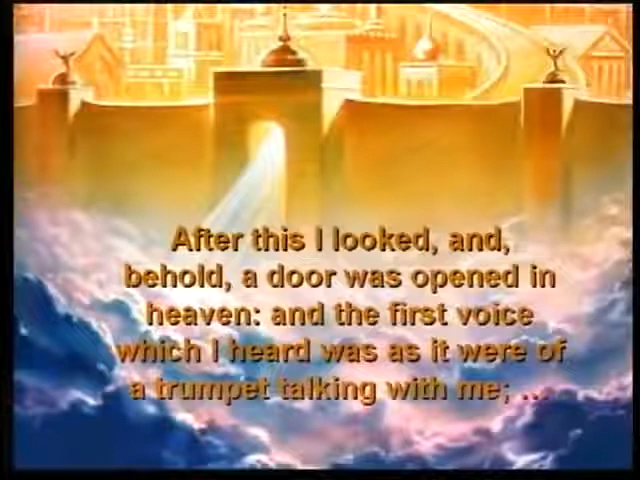 After this I looked, and,
behold, a door was opened in
heaven: and the first voice
which I heard was as it were of
a trumpet talking with me; ...